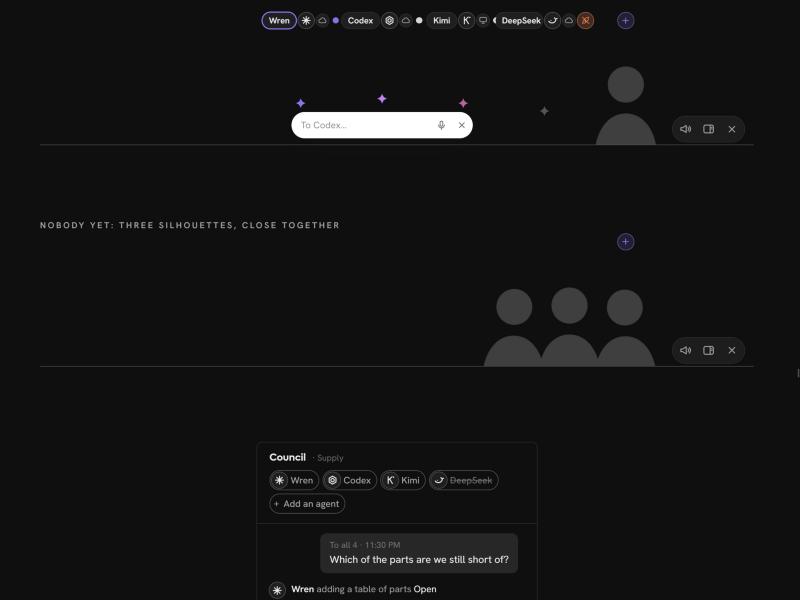 Wren Codex Kimi DeepSeek
To Codex...
NOBODY YET: THREE SILHOUETTES, CLOSE TOGETHER
Council · Supply
Wren Codex Kimi DeepSeek
+ Add an agent
To all 4 · 11:30 PM
Which of the parts are we still short of?
Wren adding a table of parts Open